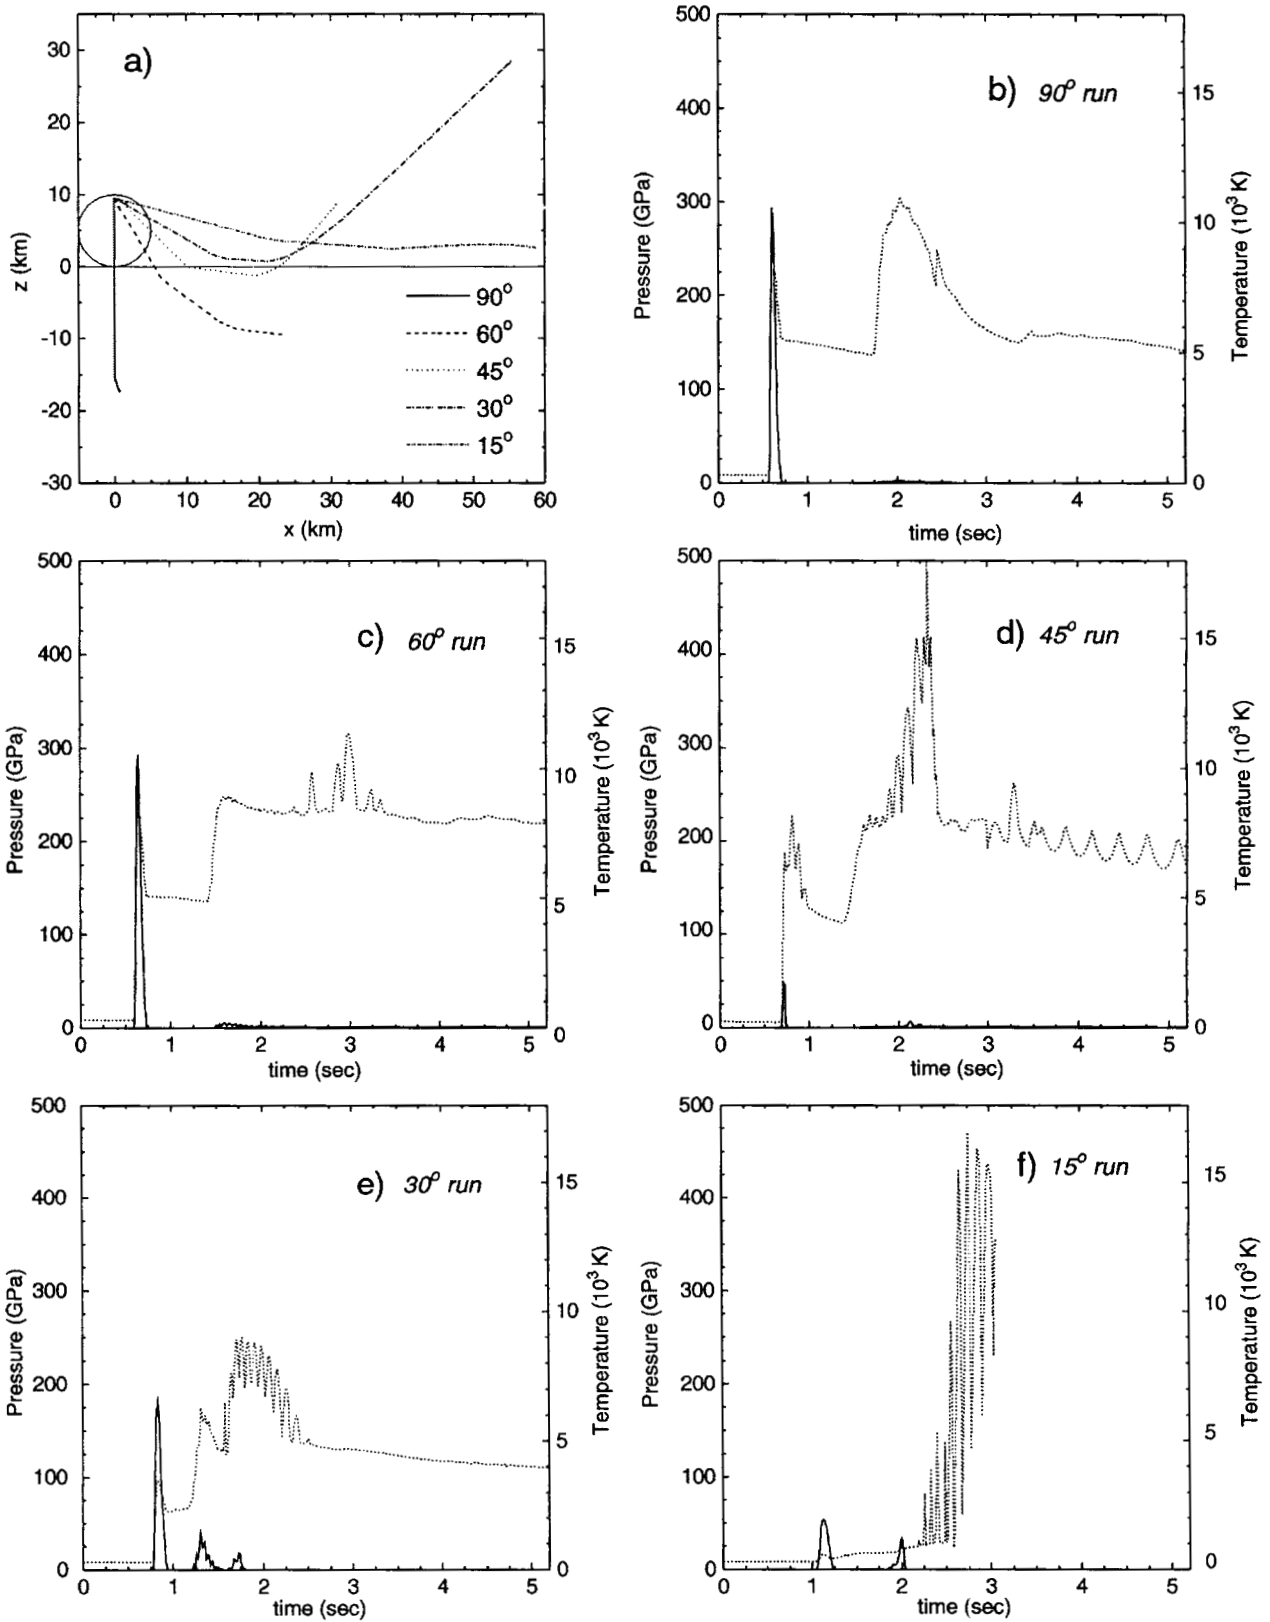 a)
30
20
10
0
-10
-20
-30
z (km)
90°
60°
45°
30°
15°
0 10 20 30 40 50 60
x (km)
b) 90° run
500
400
300
200
100
0
Pressure (GPa)
15
10
5
0
Temperature (10³ K)
0 1 2 3 4 5
time (sec)
c) 60° run
500
400
300
200
100
0
Pressure (GPa)
15
10
5
0
Temperature (10³ K)
0 1 2 3 4 5
time (sec)
d) 45° run
500
400
300
200
100
0
Pressure (GPa)
15
10
5
0
Temperature (10³ K)
0 1 2 3 4 5
time (sec)
e) 30° run
500
400
300
200
100
0
Pressure (GPa)
15
10
5
0
Temperature (10³ K)
0 1 2 3 4 5
time (sec)
f) 15° run
500
400
300
200
100
0
Pressure (GPa)
15
10
5
0
Temperature (10³ K)
0 1 2 3 4 5
time (sec)